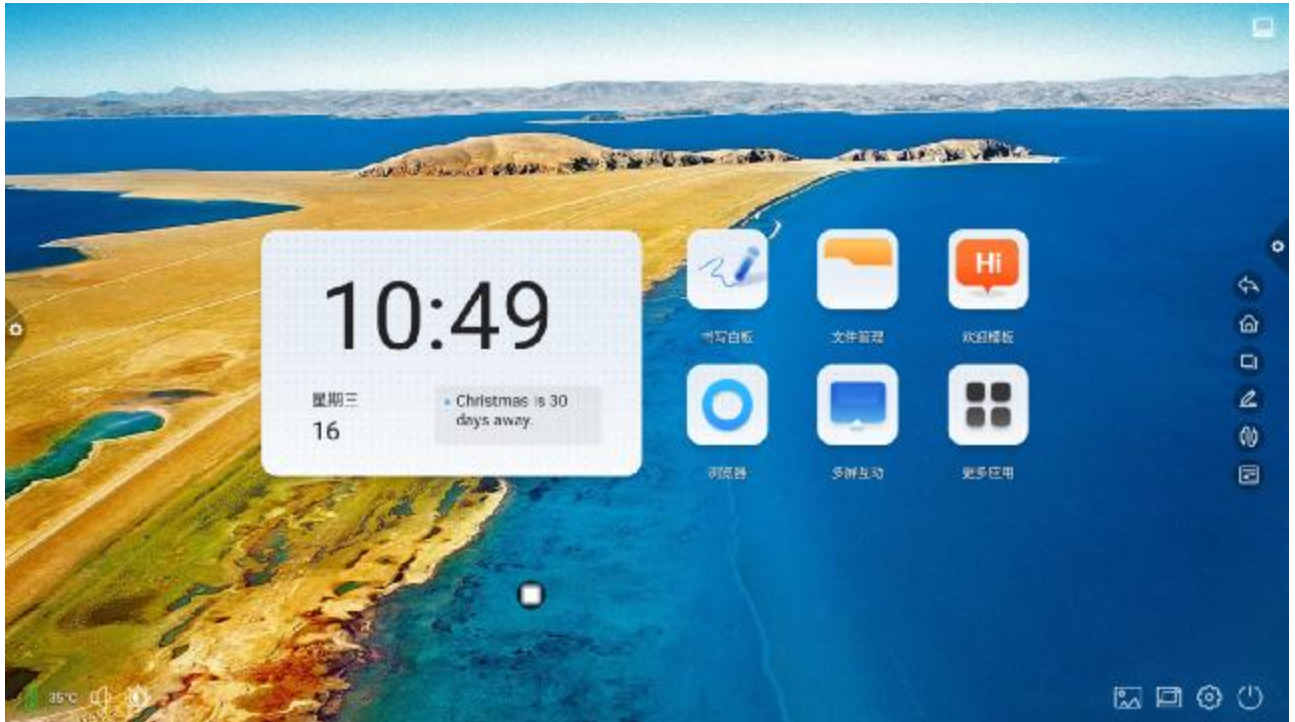 10:49
星期三
16
Christmas is 30
days away.
书写白板
文件管理
Hi
欢迎模板
浏览器
多屏互动
更多应用
35°C